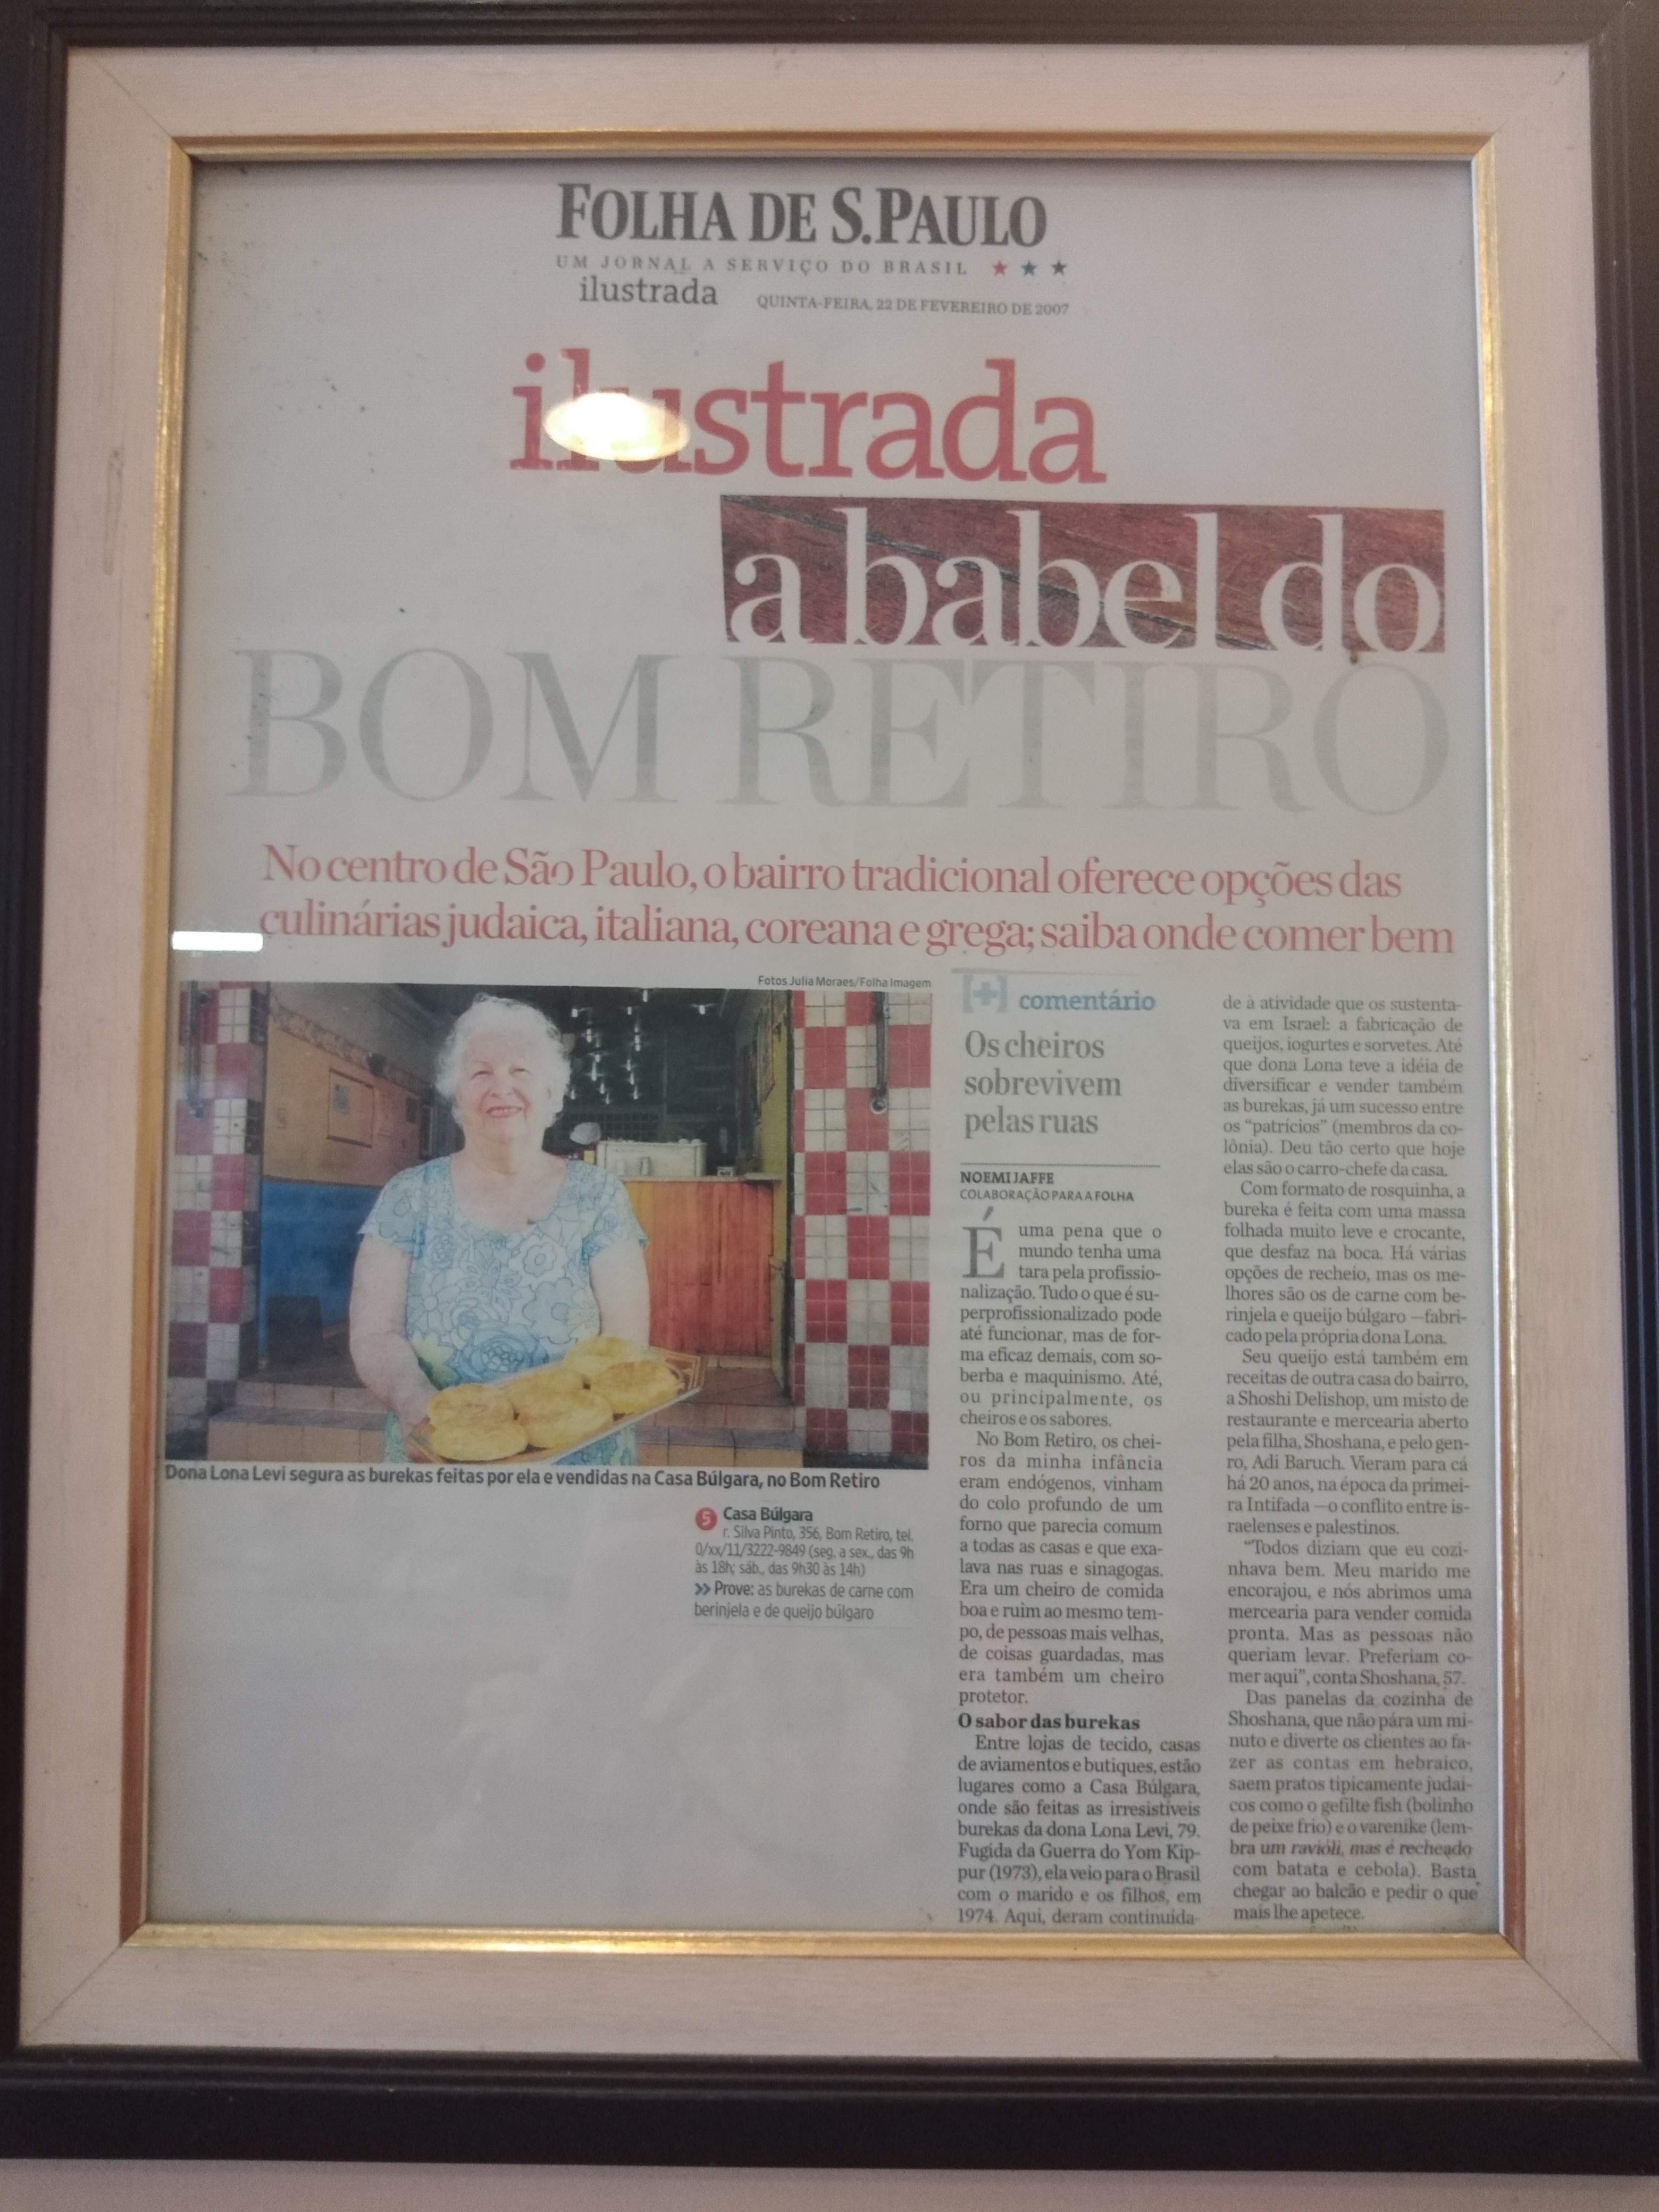 FOLHA DE S.PAULO
UM JORNAL A SERVIÇO DO BRASIL ★ ★ ★
ilustrada QUINTA-FEIRA, 22 DE FEVEREIRO DE 2007
ilustrada
a babel do
BOM RETIRO
No centro de São Paulo, o bairro tradicional oferece opções das
culinárias judaica, italiana, coreana e grega; saiba onde comer bem
Fotos Julia Moraes/Folha Imagem
Dona Lona Levi segura as burekas feitas por ela e vendidas na Casa Búlgara, no Bom Retiro
5 Casa Búlgara
r. Silva Pinto, 356, Bom Retiro, tel.
0/xx/11/3222-9849 (seg. a sex., das 9h
às 18h; sáb., das 9h30 às 14h)
>> Prove: as burekas de carne com
berinjela e de queijo búlgaro
[+] comentário
Os cheiros
sobrevivem
pelas ruas
NOEMI JAFFE
COLABORAÇÃO PARA A FOLHA
É uma pena que o
mundo tenha uma
tara pela profissio-
nalização. Tudo o que é su-
perprofissionalizado pode
até funcionar, mas de for-
ma eficaz demais, com so-
berba e maquinismo. Até,
ou principalmente, os
cheiros e os sabores.
No Bom Retiro, os chei-
ros da minha infância
eram endógenos, vinham
do colo profundo de um
forno que parecia comum
a todas as casas e que exa-
lava nas ruas e sinagogas.
Era um cheiro de comida
boa e ruim ao mesmo tem-
po, de pessoas mais velhas,
de coisas guardadas, mas
era também um cheiro
protetor.
O sabor das burekas
Entre lojas de tecido, casas
de aviamentos e butiques, estão
lugares como a Casa Búlgara,
onde são feitas as irresistíveis
burekas da dona Lona Levi, 79.
Fugida da Guerra do Yom Kip-
pur (1973), ela veio para o Brasil
com o marido e os filhos, em
1974. Aqui, deram continuida-
de à atividade que os sustenta-
va em Israel: a fabricação de
queijos, iogurtes e sorvetes. Até
que dona Lona teve a idéia de
diversificar e vender também
as burekas, já um sucesso entre
os "patrícios" (membros da co-
lônia). Deu tão certo que hoje
elas são o carro-chefe da casa.
Com formato de rosquinha, a
bureka é feita com uma massa
folhada muito leve e crocante,
que desfaz na boca. Há várias
opções de recheio, mas os me-
lhores são os de carne com be-
rinjela e queijo búlgaro —fabri-
cado pela própria dona Lona.
Seu queijo está também em
receitas de outra casa do bairro,
a Shoshi Delishop, um misto de
restaurante e mercearia aberto
pela filha, Shoshana, e pelo gen-
ro, Adi Baruch. Vieram para cá
há 20 anos, na época da primei-
ra Intifada —o conflito entre is-
raelenses e palestinos.
"Todos diziam que eu cozi-
nhava bem. Meu marido me
encorajou, e nós abrimos uma
mercearia para vender comida
pronta. Mas as pessoas não
queriam levar. Preferiam co-
mer aqui", conta Shoshana, 57.
Das panelas da cozinha de
Shoshana, que não pára um mi-
nuto e diverte os clientes ao fa-
zer as contas em hebraico,
saem pratos tipicamente judai-
cos como o gefilte fish (bolinho
de peixe frio) e o varenike (lem-
bra um ravióli, mas é recheado
com batata e cebola). Basta
chegar ao balcão e pedir o que
mais lhe apetece.